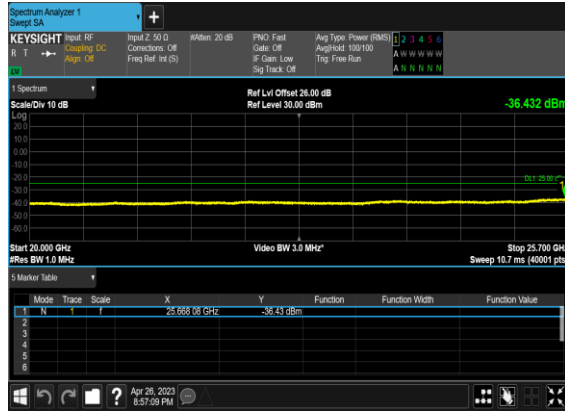 Spectrum Analyzer 1
Swept SA
KEYSIGHT Input: RF Input Z: 50 Ω #Atten: 20 dB PNO: Fast Avg Type: Power (RMS) 1 2 3 4 5 6
R T Coupling: DC Corrections: Off Gate: Off Avg|Hold: 100/100 A W W W W W
Align: Off Freq Ref: Int (S) IF Gain: Low Trig: Free Run
Sig Track: Off A N N N N N
1 Spectrum
Ref Lvl Offset 26.00 dB
Scale/Div 10 dB Ref Level 30.00 dBm -36.432 dBm
Log
20.0
10.0
0.00
-10.0
-20.0
DL1 -25.00
-30.0
-40.0
-50.0
-60.0
Start 20.000 GHz Video BW 3.0 MHz* Stop 25.700 GH
#Res BW 1.0 MHz Sweep 10.7 ms (40001 pts
5 Marker Table
Mode Trace Scale X Y Function Function Width Function Value
1 N 1 f 25.668 08 GHz -36.43 dBm
2
3
4
5
6
? Apr 26, 2023
8:57:09 PM